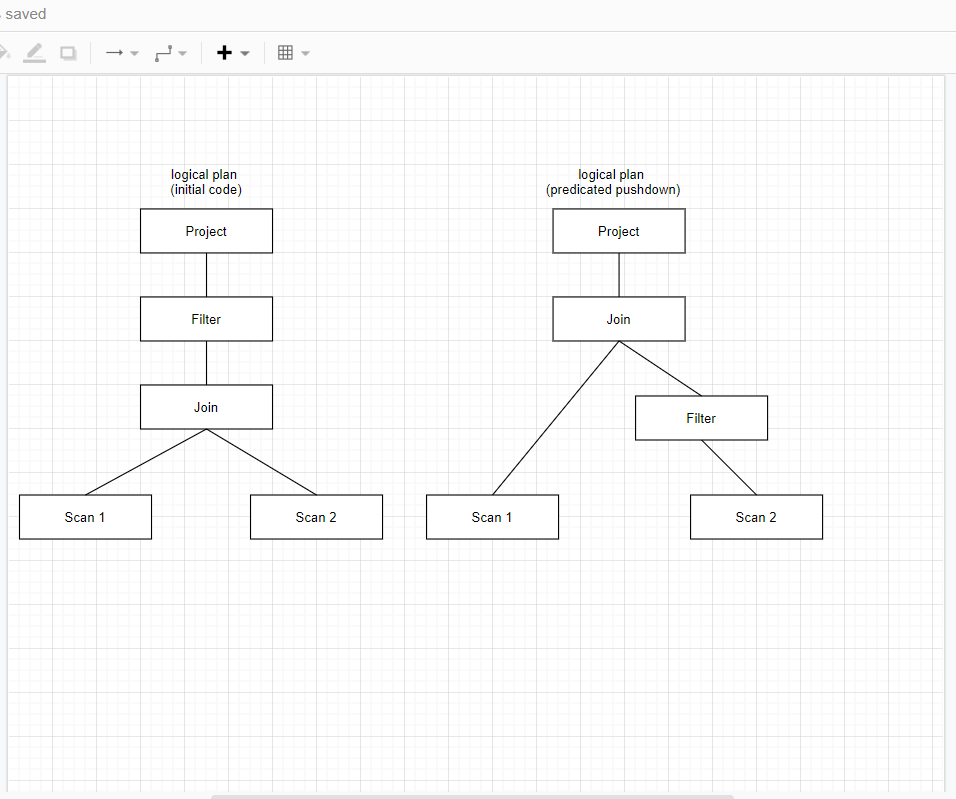 saved
logical plan
(initial code)
Project
Filter
Join
Scan 1
Scan 2
logical plan
(predicated pushdown)
Project
Join
Filter
Scan 1
Scan 2